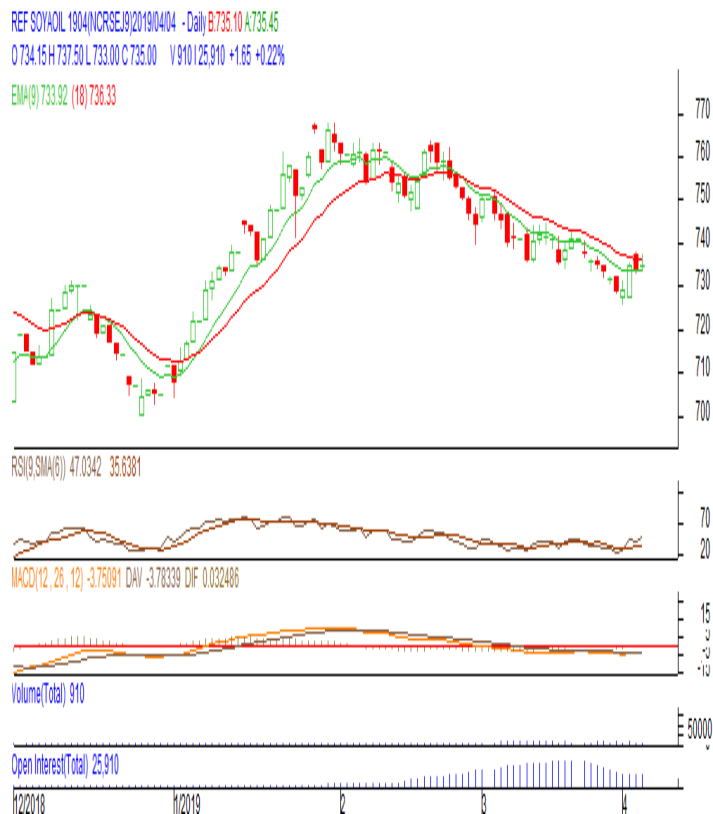 REF SOYAOIL 1904(NCRSEJ9)2019/04/04 - Daily B:735.10 A:735.45
O 734.15 H 737.50 L 733.00 C 735.00 V 910 I 25,910 +1.65 +0.22%
EMA(9) 733.92 (18) 736.33
770
760
750
740
730
720
710
700
RSI(9,SMA(6)) 47.0342 35.6381
70
20
MACD(12 , 26 , 12) -3.75091 DAV -3.78339 DIF 0.032486
15
Volume(Total) 910
50000
Open Interest(Total) 25,910
12/2018 1/2019 2 3 4